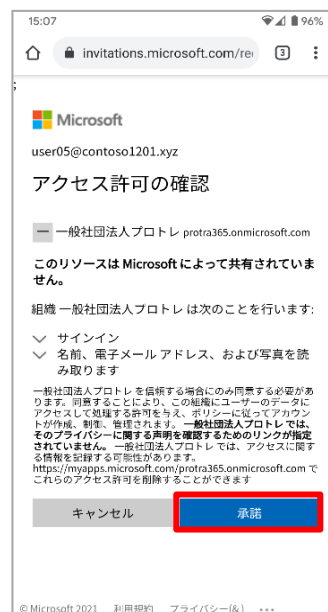 15:07 96%
invitations.microsoft.com/re 3
;
Microsoft
user05@contoso1201.xyz
アクセス許可の確認
一般社団法人プロトレ protra365.onmicrosoft.com
このリソースは Microsoft によって共有されていま
せん。
組織 一般社団法人プロトレ は次のことを行います:
サインイン
名前、電子メール アドレス、および写真を読
み取ります
一般社団法人プロトレ を信頼する場合にのみ同意する必要があ
ります。同意することにより、この組織にユーザーのデータに
アクセスして処理する許可を与え、ポリシーに従ってアカウン
トが作成、制御、管理されます。 一般社団法人プロトレ では、
そのプライバシーに関する声明を確認するためのリンクが指定
されていません。 一般社団法人プロトレ では、アクセスに関す
る情報を記録する可能性があります。
https://myapps.microsoft.com/protra365.onmicrosoft.com で
これらのアクセス許可を削除することができます
キャンセル 承諾
© Microsoft 2021 利用規約 プライバシー(&) ...